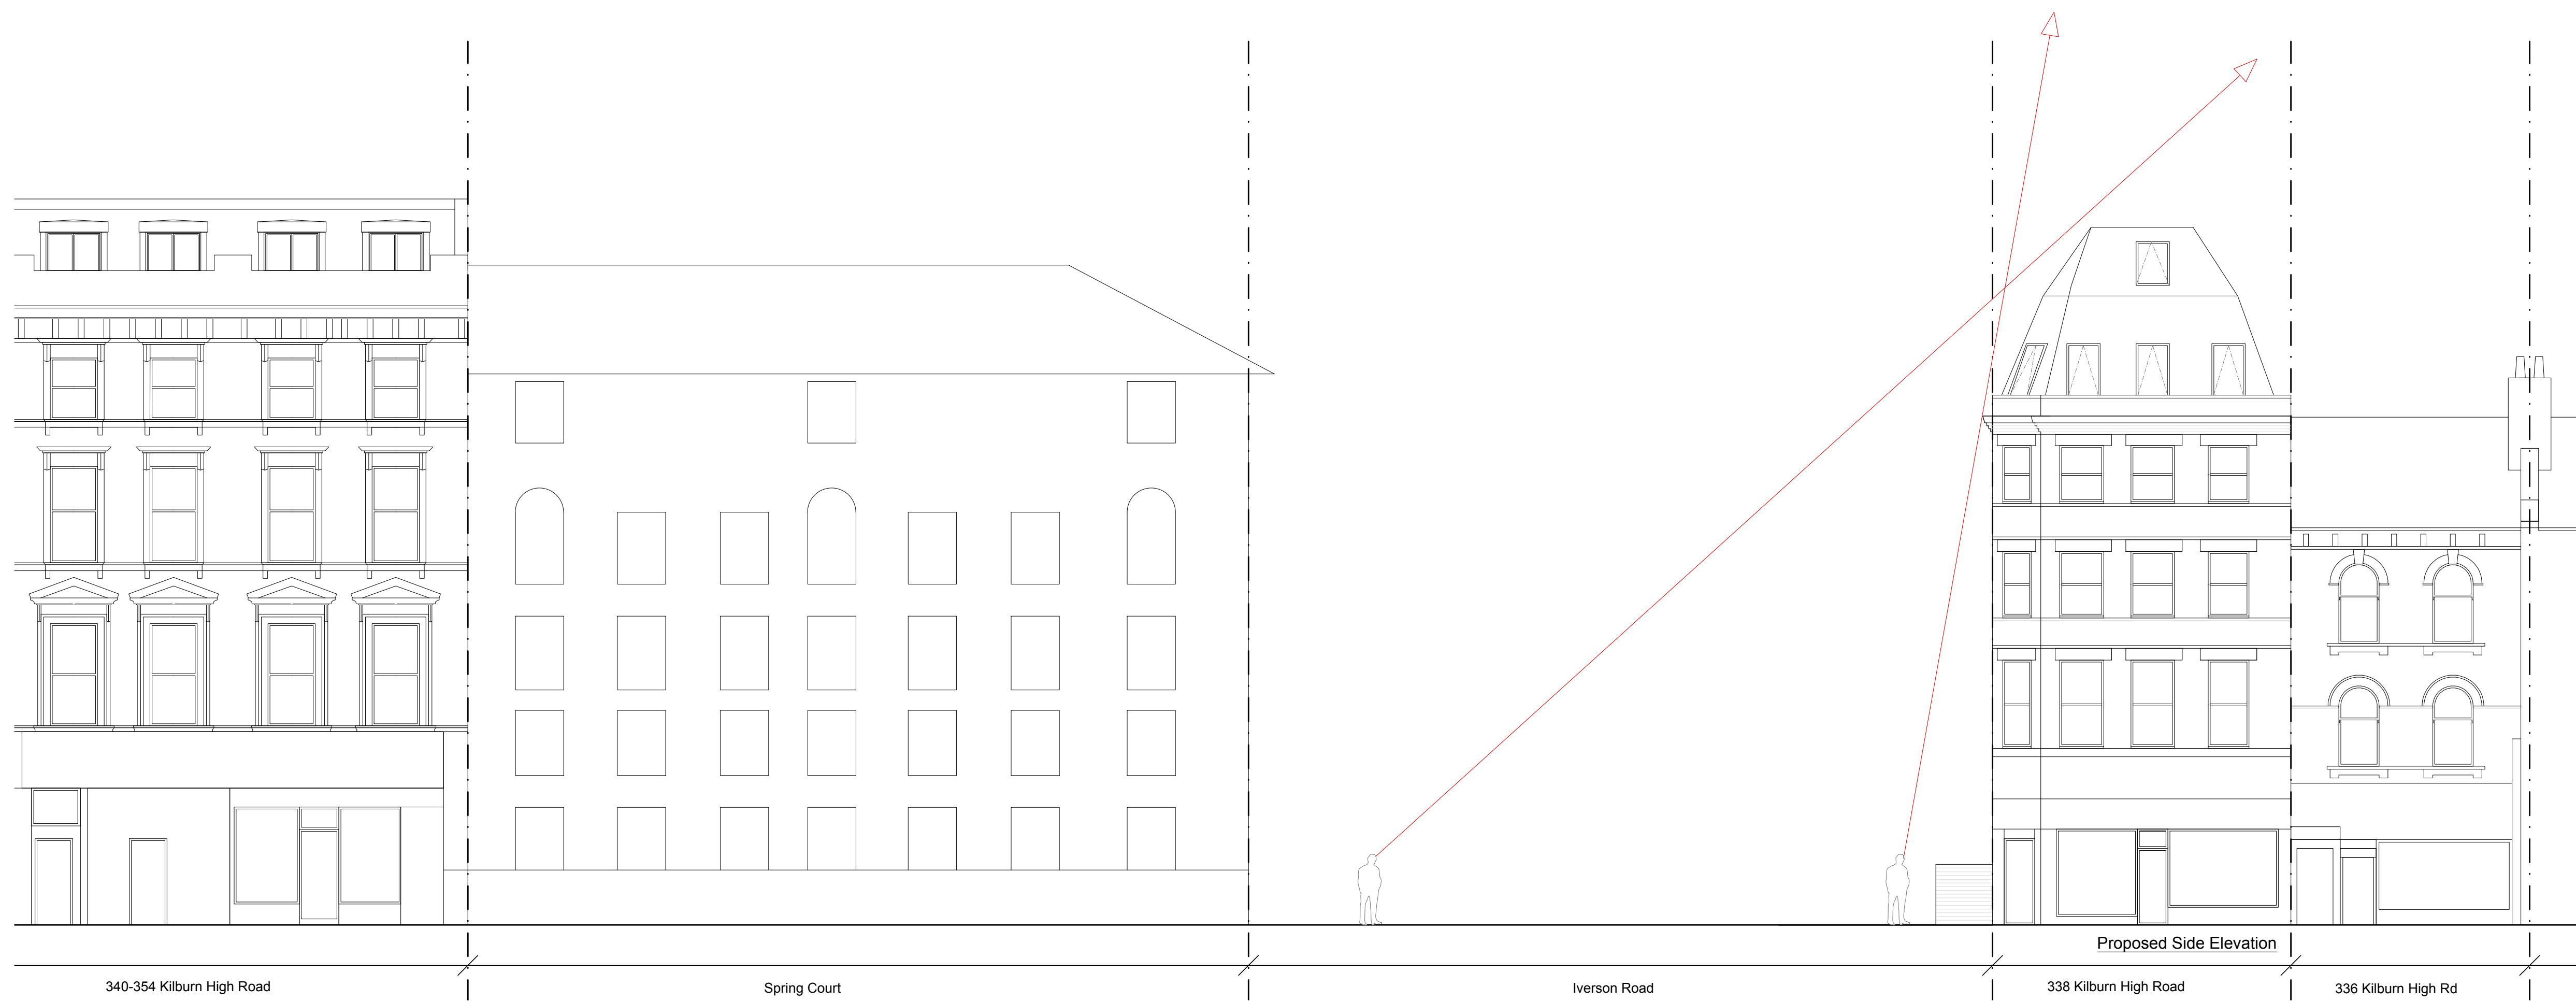 Proposed Side Elevation
340-354 Kilburn High Road
Spring Court
Iverson Road
338 Kilburn High Road
336 Kilburn High Rd